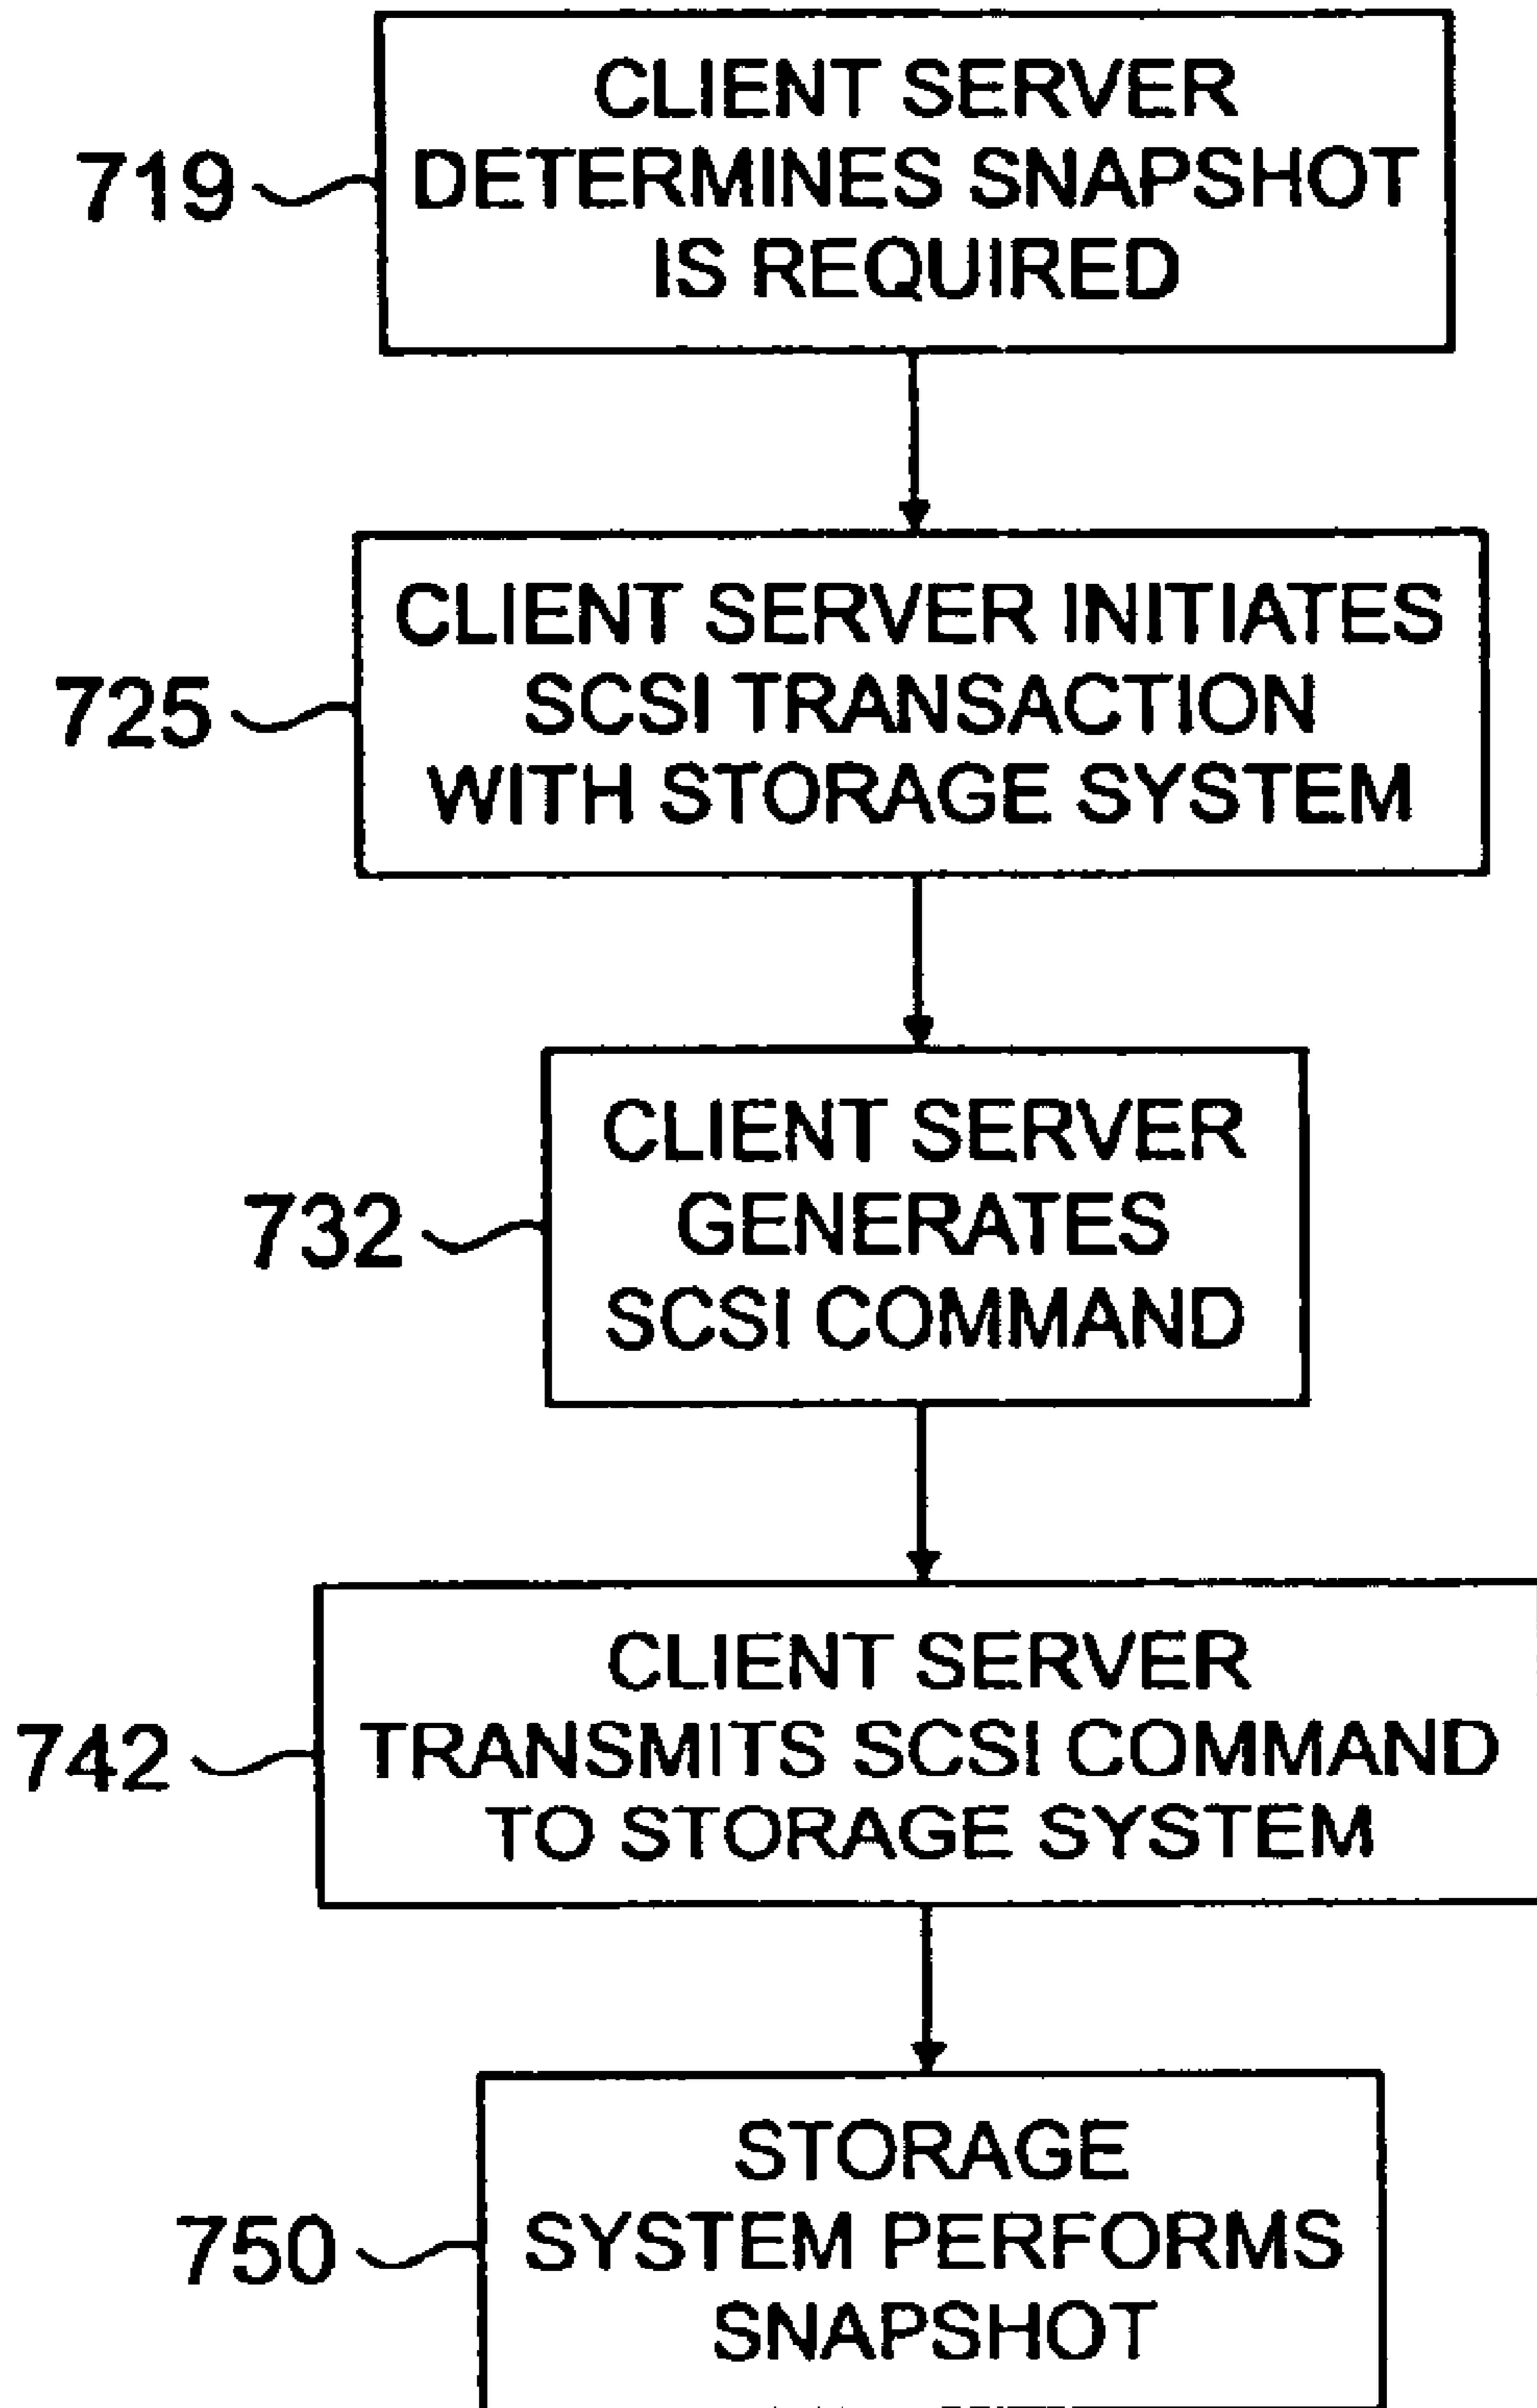 CLIENT SERVER
719 DETERMINES SNAPSHOT
IS REQUIRED
CLIENT SERVER INITIATES
725 SCSI TRANSACTION
WITH STORAGE SYSTEM
CLIENT SERVER
732 GENERATES
SCSI COMMAND
CLIENT SERVER
742 TRANSMITS SCSI COMMAND
TO STORAGE SYSTEM
STORAGE
750 SYSTEM PERFORMS
SNAPSHOT